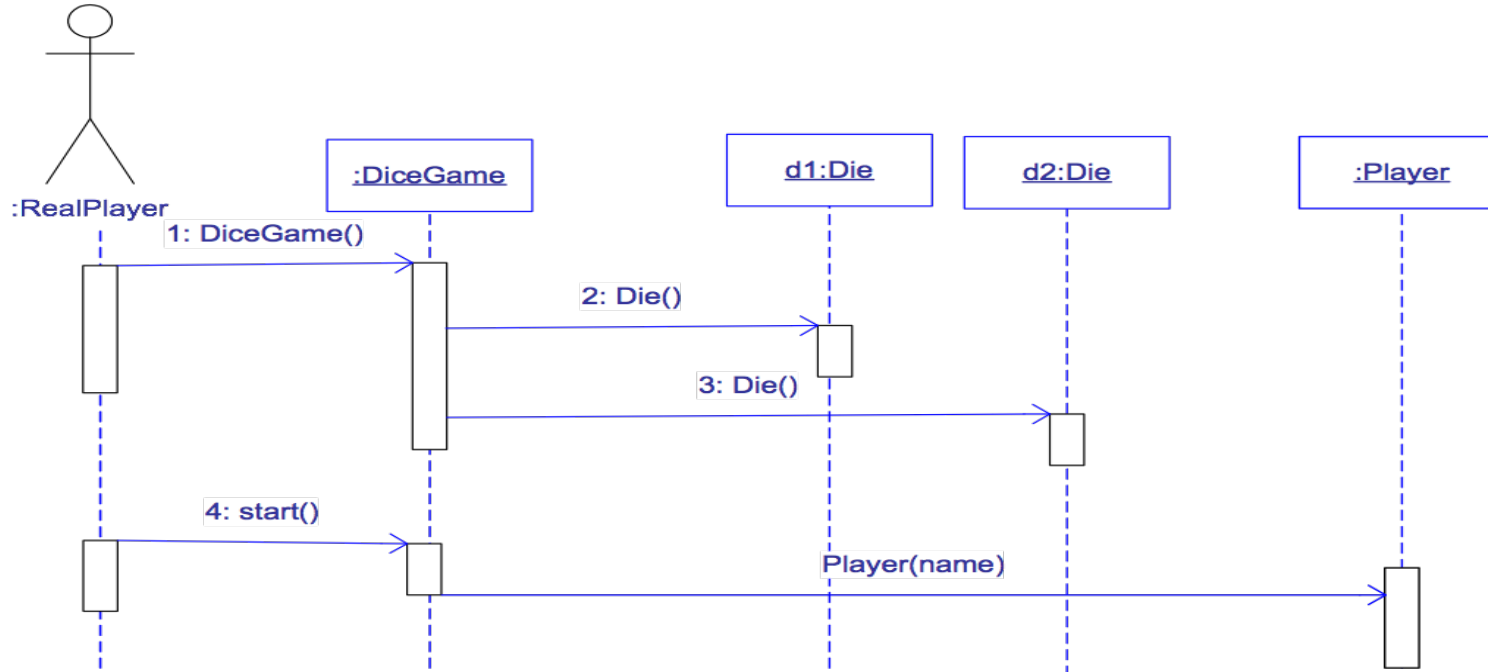 :RealPlayer
:DiceGame
d1:Die
d2:Die
:Player
1: DiceGame()
2: Die()
3: Die()
4: start()
Player(name)